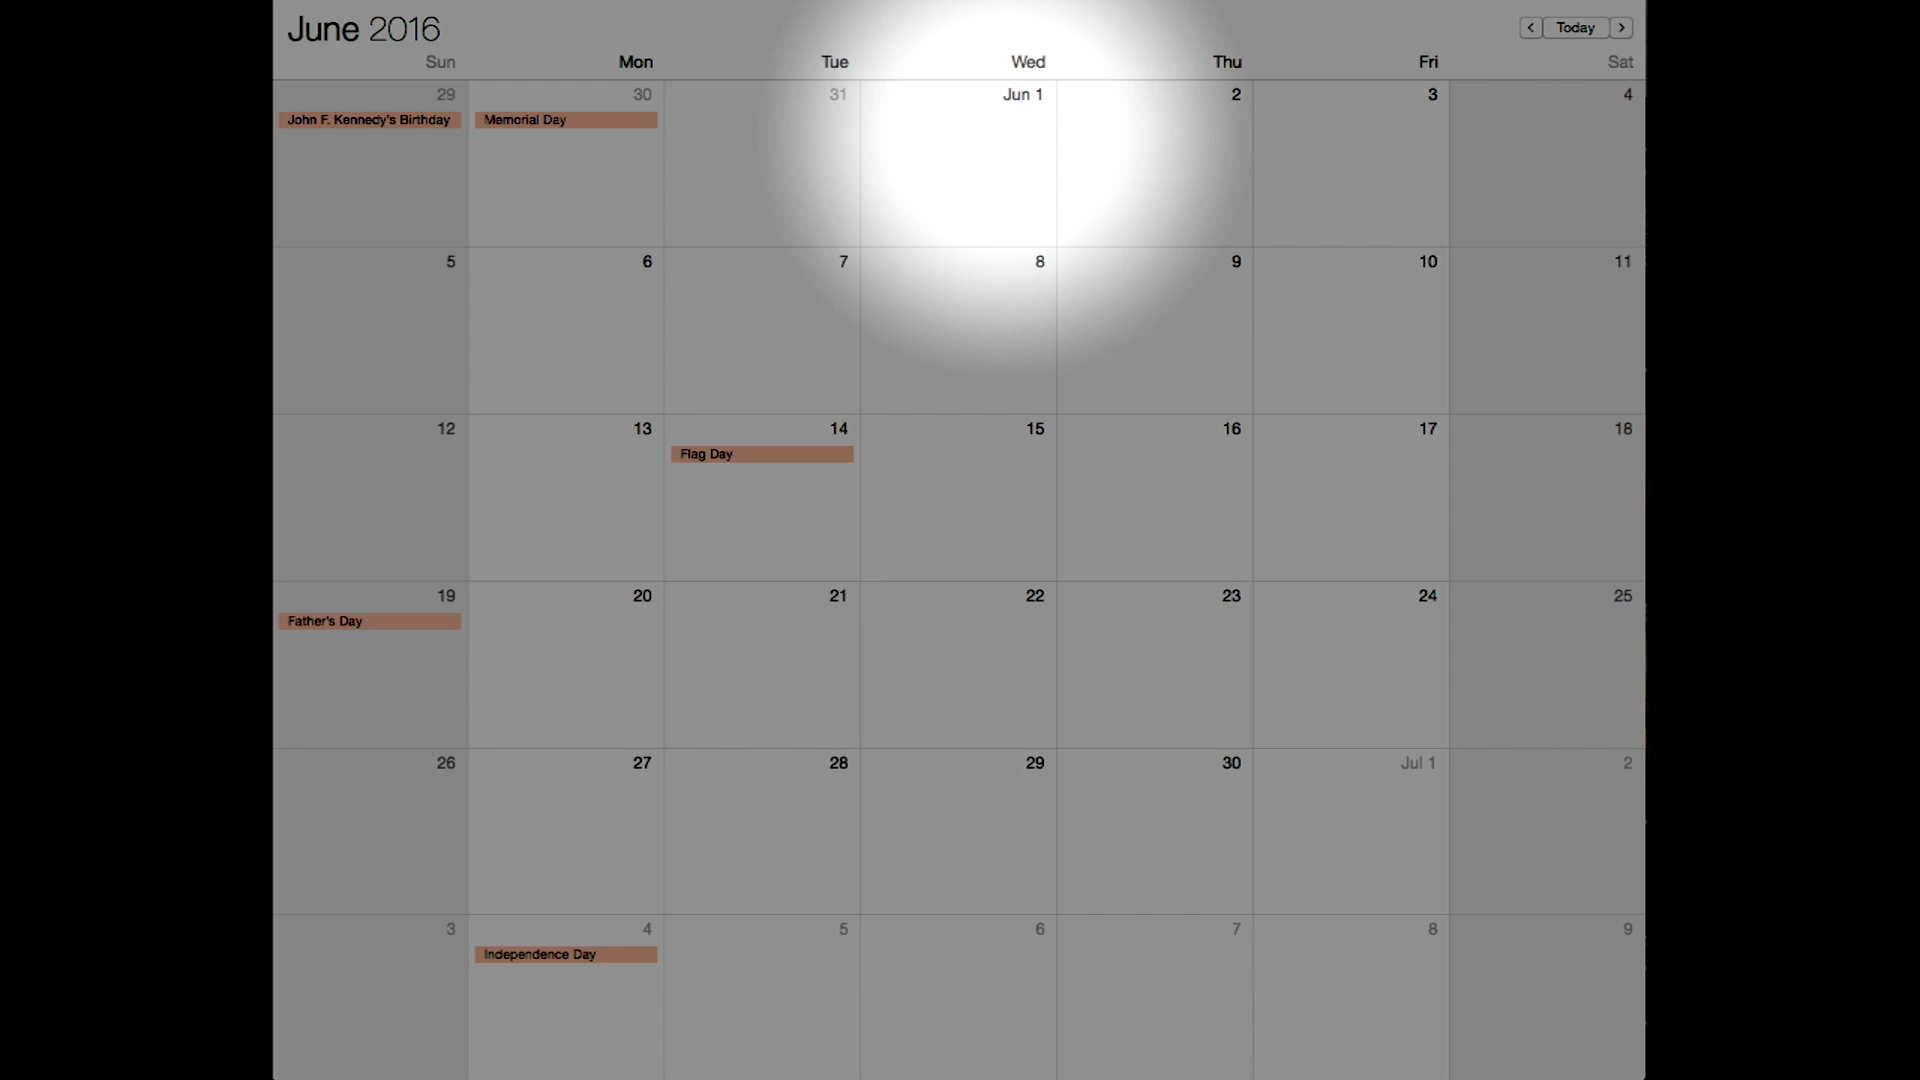 June 2016
< Today >
Sun Mon Tue Wed Thu Fri Sat
29 30 31 Jun 1 2 3 4
John F. Kennedy's Birthday Memorial Day
5 6 7 8 9 10 11
12 13 14 15 16 17 18
Flag Day
19 20 21 22 23 24 25
Father's Day
26 27 28 29 30 Jul 1 2
3 4 5 6 7 8 9
Independence Day